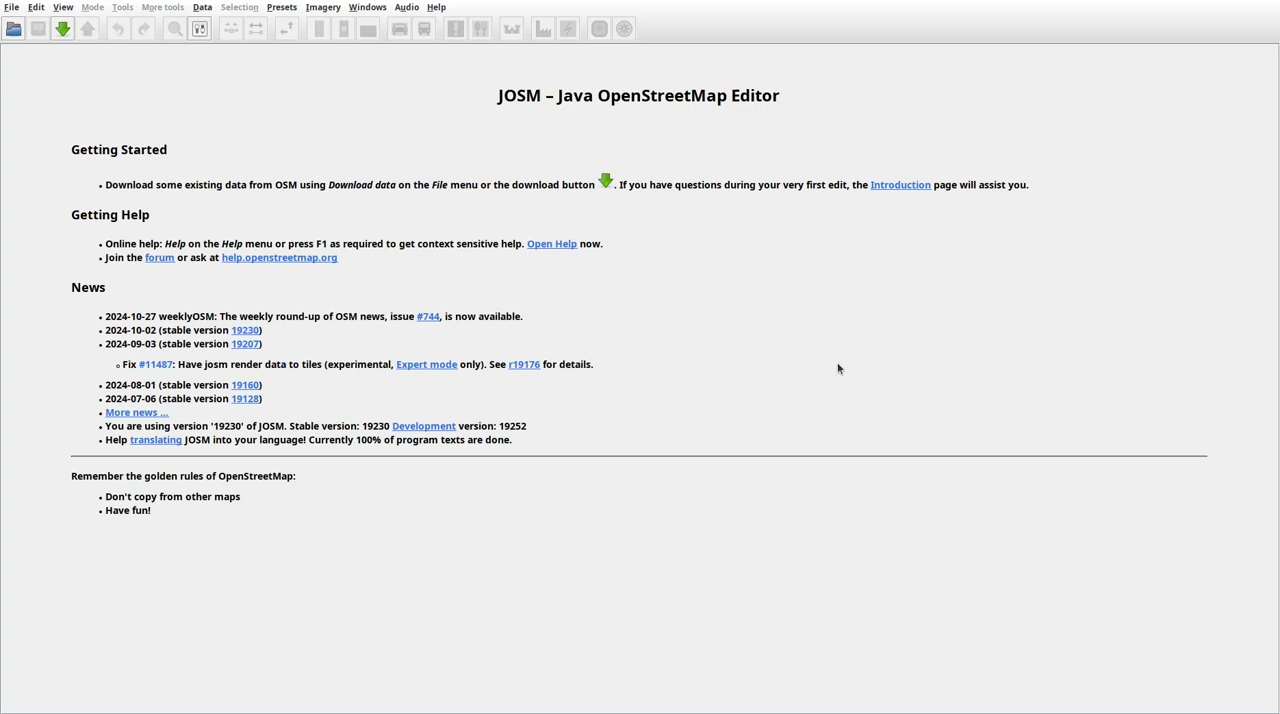 File Edit View Mode Tools More tools Data Selection Presets Imagery Windows Audio Help
JOSM – Java OpenStreetMap Editor
Getting Started
• Download some existing data from OSM using Download data on the File menu or the download button . If you have questions during your very first edit, the Introduction page will assist you.
Getting Help
• Online help: Help on the Help menu or press F1 as required to get context sensitive help. Open Help now.
• Join the forum or ask at help.openstreetmap.org
News
• 2024-10-27 weeklyOSM: The weekly round-up of OSM news, issue #744, is now available.
• 2024-10-02 (stable version 19230)
• 2024-09-03 (stable version 19207)
◦ Fix #11487: Have josm render data to tiles (experimental, Expert mode only). See r19176 for details.
• 2024-08-01 (stable version 19160)
• 2024-07-06 (stable version 19128)
• More news ...
• You are using version '19230' of JOSM. Stable version: 19230 Development version: 19252
• Help translating JOSM into your language! Currently 100% of program texts are done.
Remember the golden rules of OpenStreetMap:
• Don't copy from other maps
• Have fun!